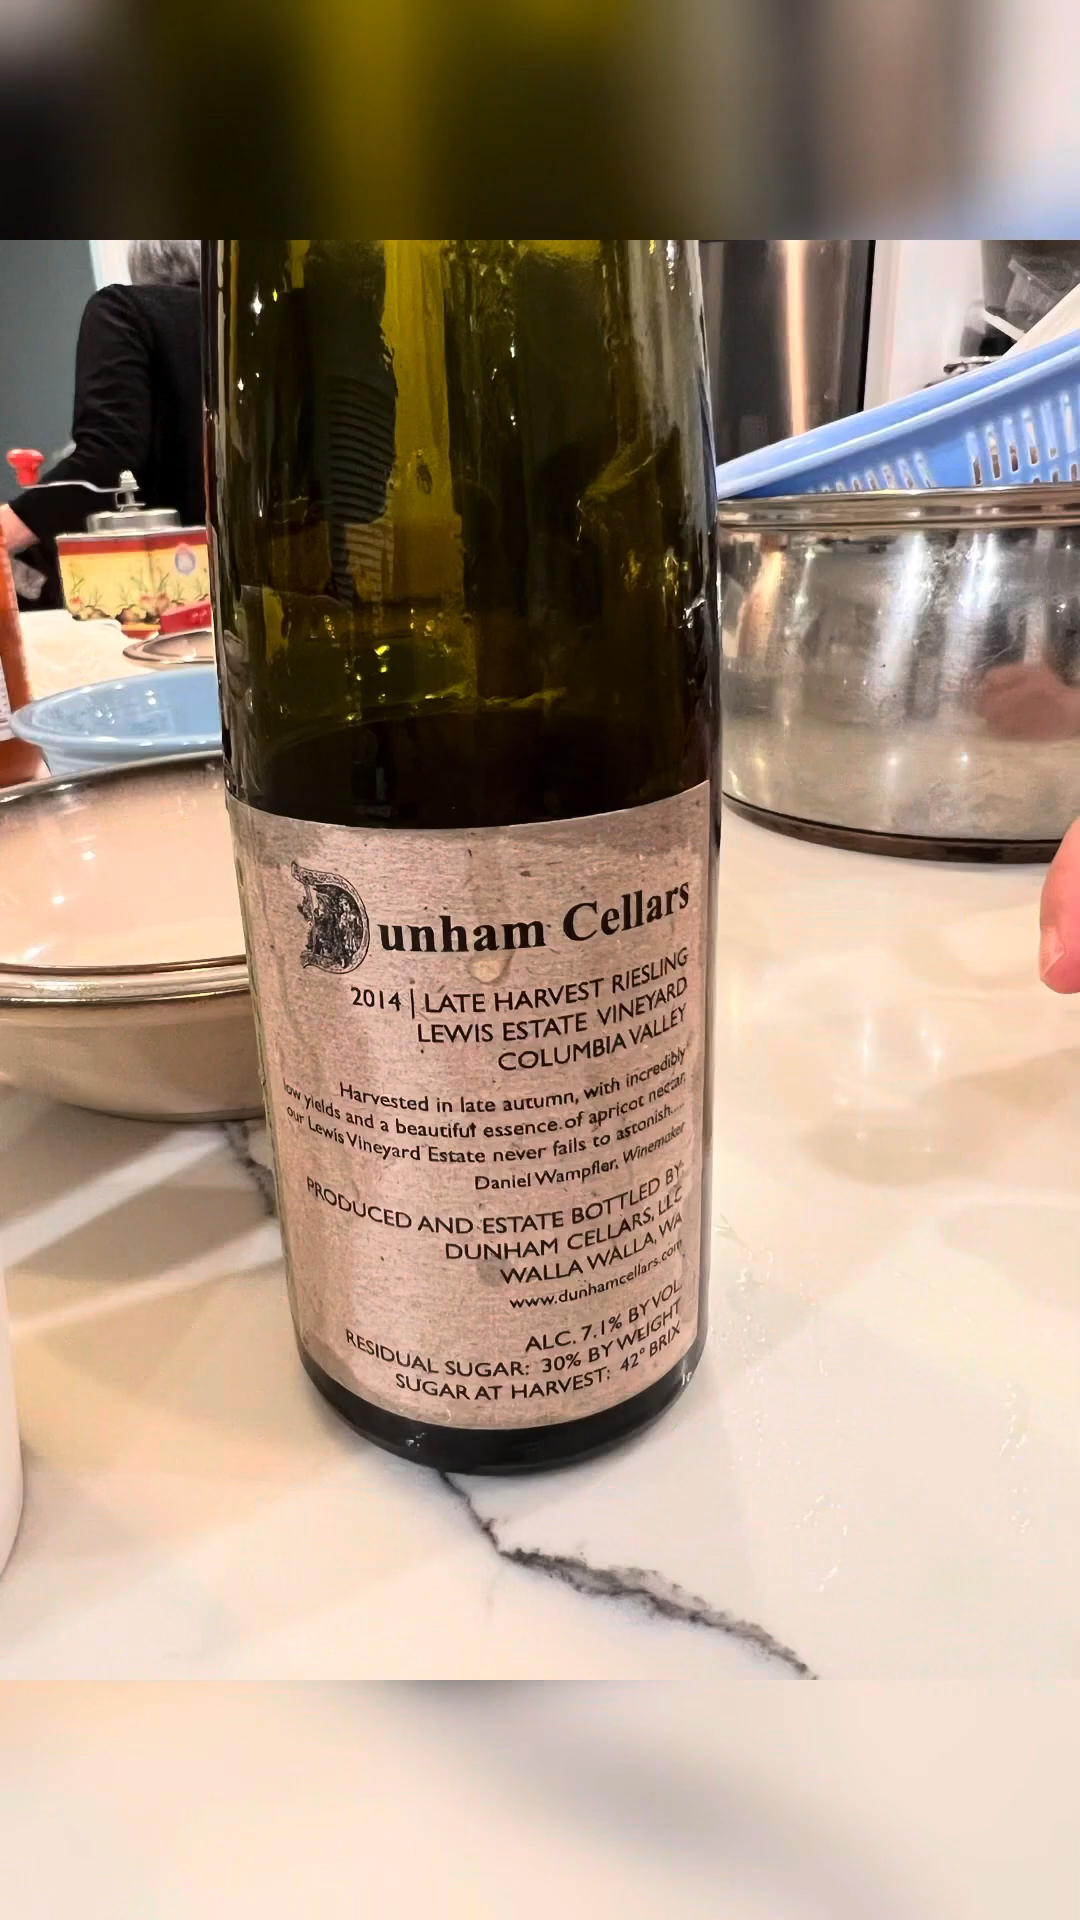 Dunham Cellars
2014 | LATE HARVEST RIESLING
LEWIS ESTATE VINEYARD
COLUMBIA VALLEY
Harvested in late autumn, with incredibly
low yields and a beautiful essence of apricot nectar,
our Lewis Vineyard Estate never fails to astonish....
Daniel Wampfler, Winemaker
PRODUCED AND ESTATE BOTTLED BY
DUNHAM CELLARS, LLC
WALLA WALLA, WA
www.dunhamcellars.com
ALC. 7.1% BY VOL.
RESIDUAL SUGAR: 30% BY WEIGHT
SUGAR AT HARVEST: 42° BRIX